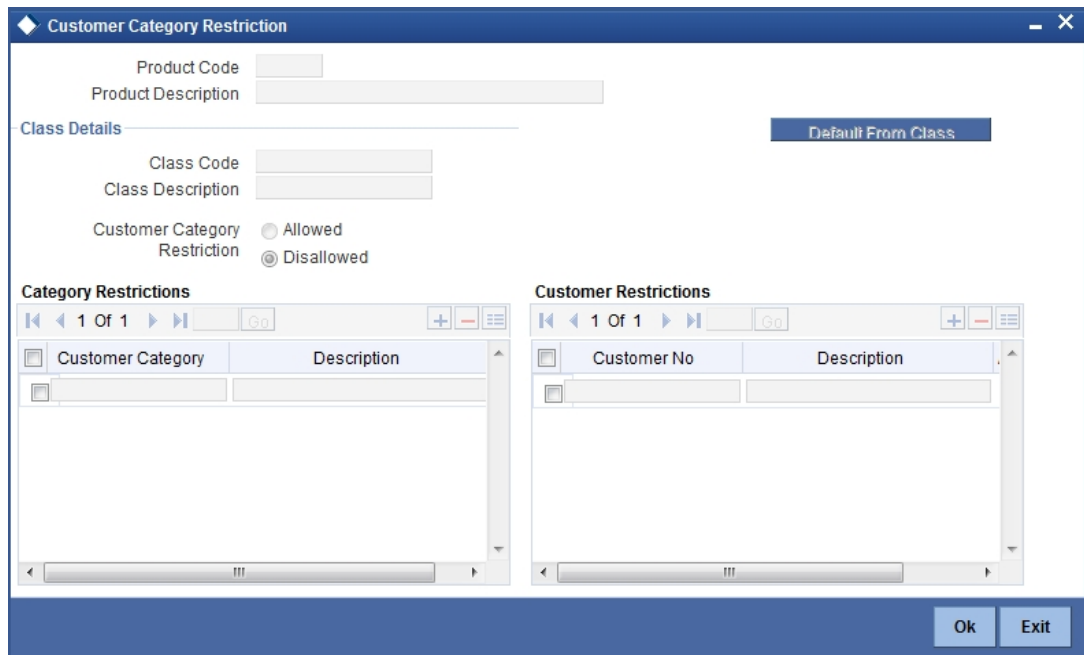 Customer Category Restriction
Product Code
Product Description
Class Details
Default From Class
Class Code
Class Description
Customer Category Restriction
Allowed
Disallowed
Category Restrictions
1 Of 1
Go
Customer Category
Description
Customer Restrictions
1 Of 1
Go
Customer No
Description
Ok
Exit